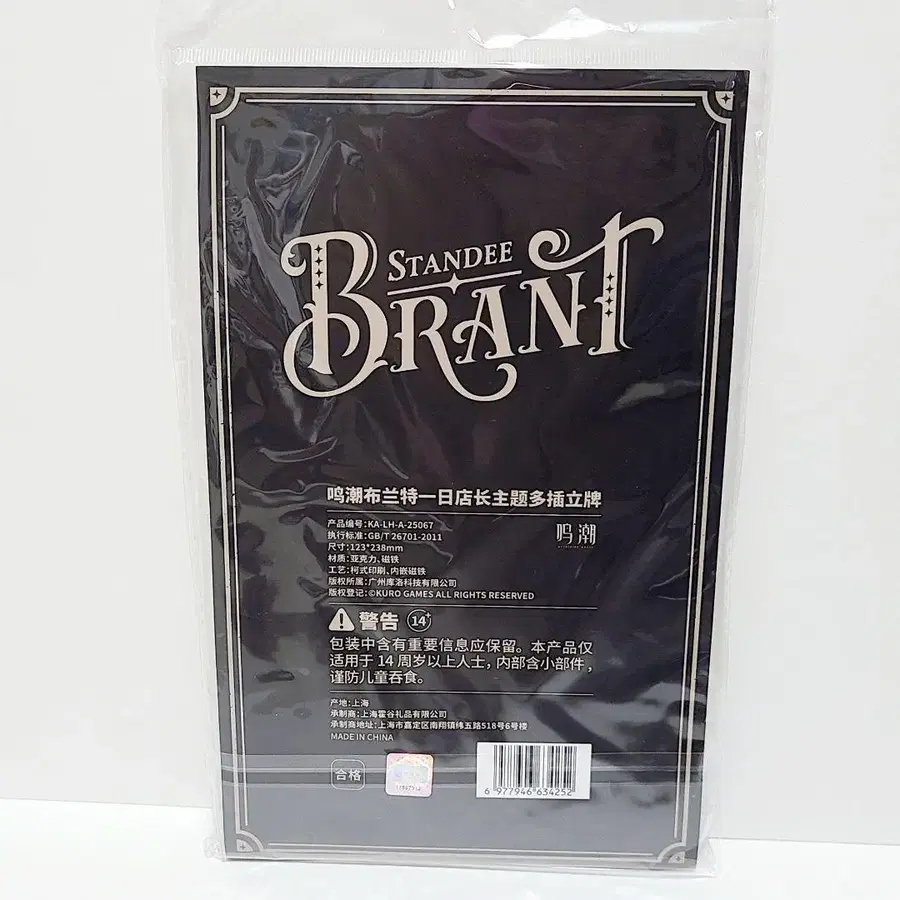 STANDEE
BRANT
鸣潮布兰特一日店长主题多插立牌
产品编号:KA-LH-A-25067
执行标准:GB/T 26701-2011
尺寸:123*238mm
材质:亚克力、磁铁
工艺:柯式印刷、内嵌磁铁
版权所属:广州库洛科技有限公司
版权登记:©KURO GAMES ALL RIGHTS RESERVED
鸣潮
警告 14+
包装中含有重要信息应保留。本产品仅
适用于 14 周岁以上人士，内部含小部件，
谨防儿童吞食。
产地:上海
承制商:上海霍谷礼品有限公司
承制商地址:上海市嘉定区南翔镇纬五路518号6号楼
MADE IN CHINA
合格
6 977946 634252